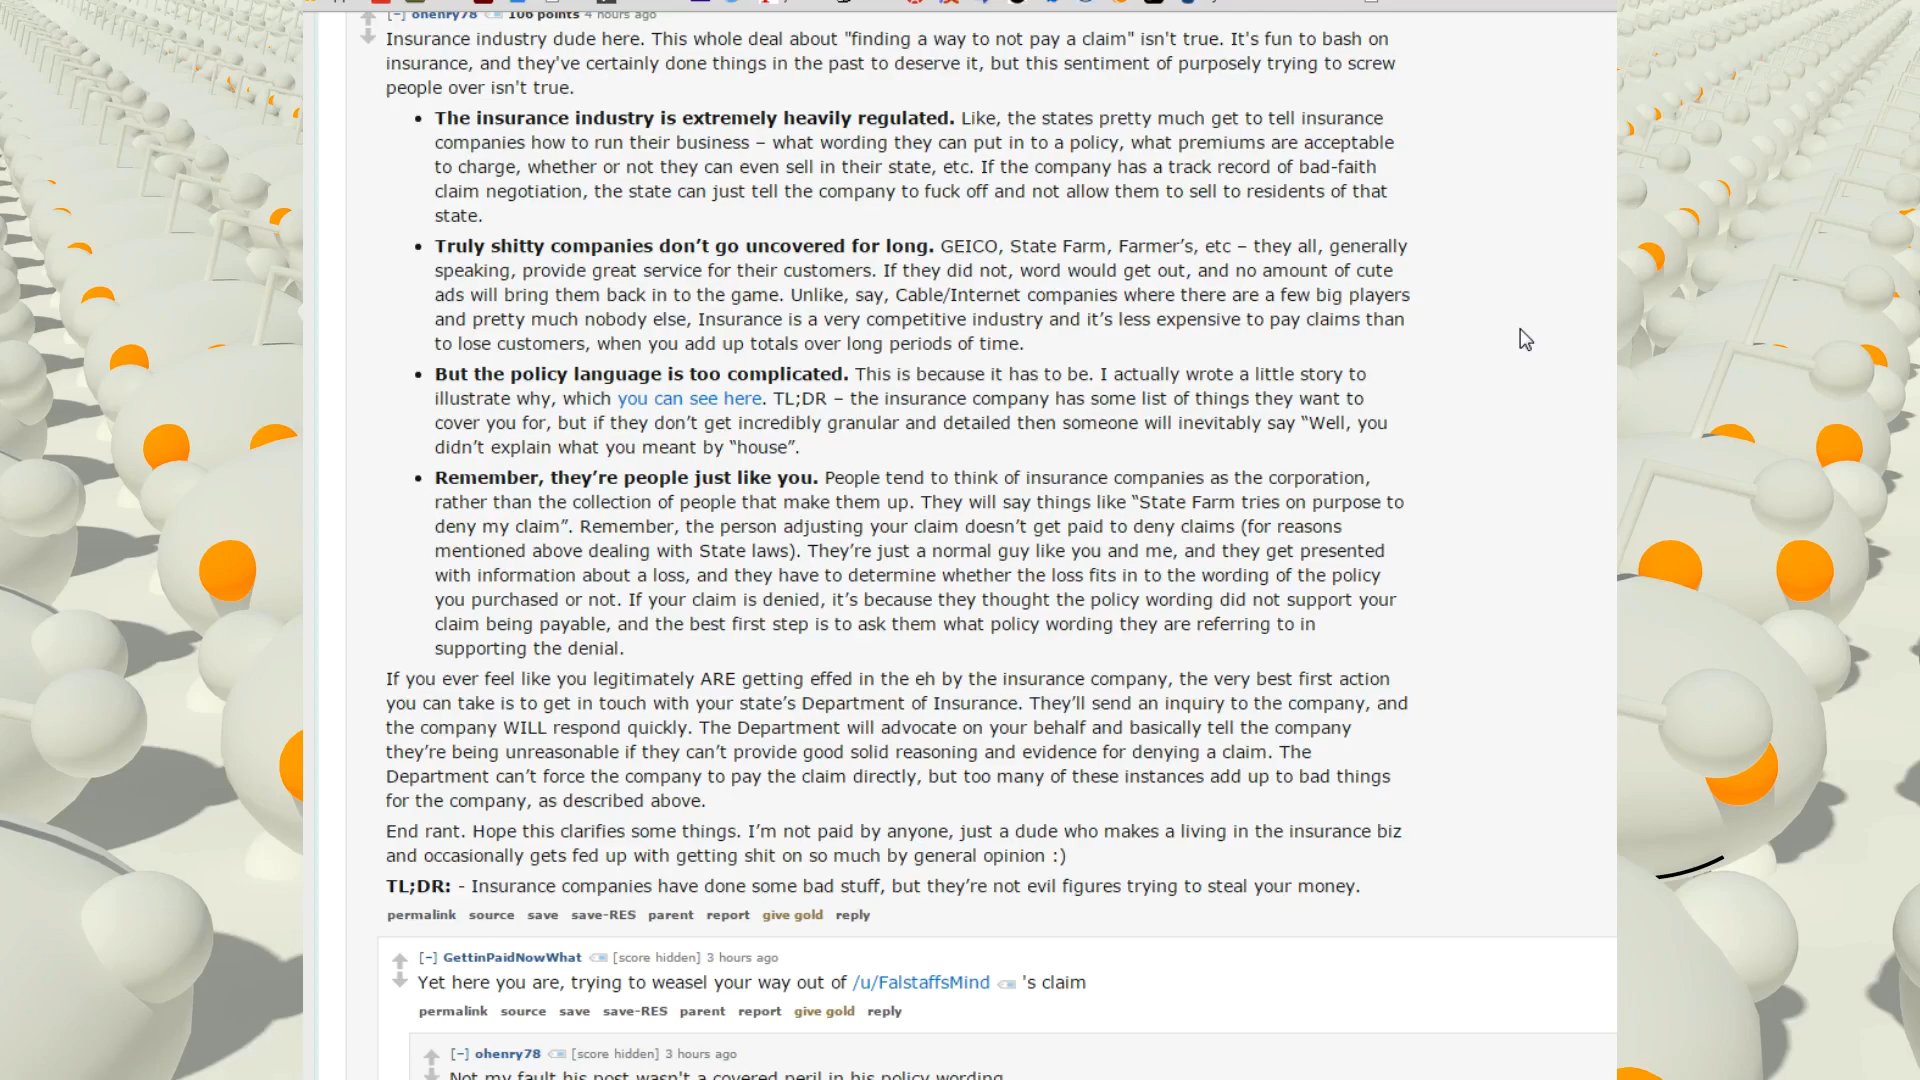 [–] ohenry78 106 points 4 hours ago
Insurance industry dude here. This whole deal about "finding a way to not pay a claim" isn't true. It's fun to bash on
insurance, and they've certainly done things in the past to deserve it, but this sentiment of purposely trying to screw
people over isn't true.
• The insurance industry is extremely heavily regulated. Like, the states pretty much get to tell insurance
companies how to run their business – what wording they can put in to a policy, what premiums are acceptable
to charge, whether or not they can even sell in their state, etc. If the company has a track record of bad-faith
claim negotiation, the state can just tell the company to fuck off and not allow them to sell to residents of that
state.
• Truly shitty companies don’t go uncovered for long. GEICO, State Farm, Farmer’s, etc – they all, generally
speaking, provide great service for their customers. If they did not, word would get out, and no amount of cute
ads will bring them back in to the game. Unlike, say, Cable/Internet companies where there are a few big players
and pretty much nobody else, Insurance is a very competitive industry and it’s less expensive to pay claims than
to lose customers, when you add up totals over long periods of time.
• But the policy language is too complicated. This is because it has to be. I actually wrote a little story to
illustrate why, which you can see here. TL;DR – the insurance company has some list of things they want to
cover you for, but if they don’t get incredibly granular and detailed then someone will inevitably say “Well, you
didn’t explain what you meant by “house”.
• Remember, they’re people just like you. People tend to think of insurance companies as the corporation,
rather than the collection of people that make them up. They will say things like “State Farm tries on purpose to
deny my claim”. Remember, the person adjusting your claim doesn’t get paid to deny claims (for reasons
mentioned above dealing with State laws). They’re just a normal guy like you and me, and they get presented
with information about a loss, and they have to determine whether the loss fits in to the wording of the policy
you purchased or not. If your claim is denied, it’s because they thought the policy wording did not support your
claim being payable, and the best first step is to ask them what policy wording they are referring to in
supporting the denial.
If you ever feel like you legitimately ARE getting effed in the eh by the insurance company, the very best first action
you can take is to get in touch with your state’s Department of Insurance. They’ll send an inquiry to the company, and
the company WILL respond quickly. The Department will advocate on your behalf and basically tell the company
they’re being unreasonable if they can’t provide good solid reasoning and evidence for denying a claim. The
Department can’t force the company to pay the claim directly, but too many of these instances add up to bad things
for the company, as described above.
End rant. Hope this clarifies some things. I’m not paid by anyone, just a dude who makes a living in the insurance biz
and occasionally gets fed up with getting shit on so much by general opinion :)
TL;DR: - Insurance companies have done some bad stuff, but they’re not evil figures trying to steal your money.
permalink source save save-RES parent report give gold reply
[–] GettinPaidNowWhat [score hidden] 3 hours ago
Yet here you are, trying to weasel your way out of /u/FalstaffsMind 's claim
permalink source save save-RES parent report give gold reply
[–] ohenry78 [score hidden] 3 hours ago
Not my fault his post wasn't a covered peril in his policy wording